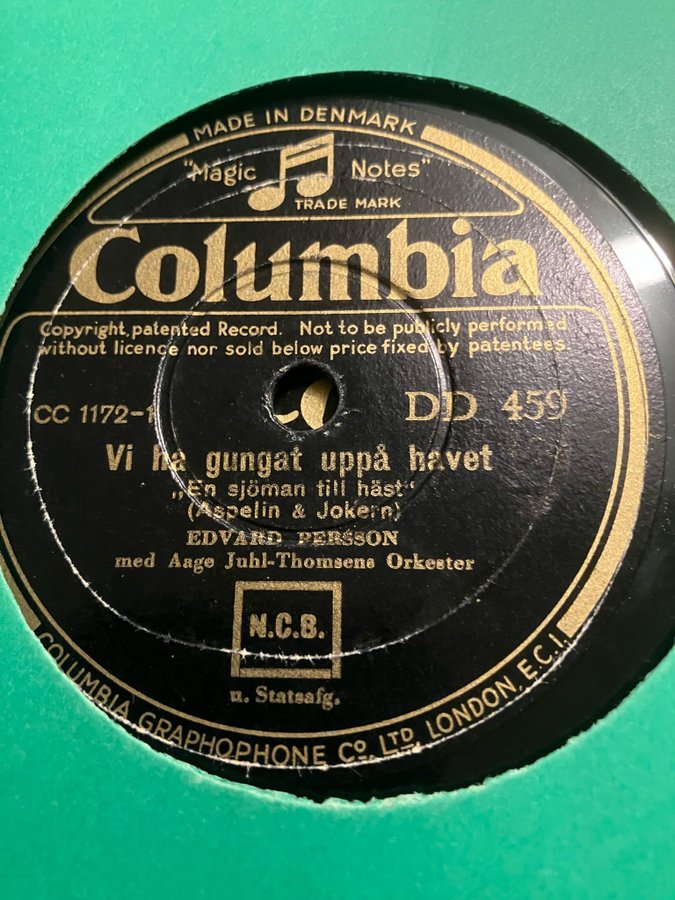 MADE IN DENMARK
"Magic Notes"
TRADE MARK
Columbia
Copyright, patented Record. Not to be publicly performed
without licence nor sold below price fixed by patentees.
CC 1172-1 DD 459
Vi ha gungat uppå havet
„En sjöman till häst"
(Aspelin & Jokern)
EDVARD PERSSON
med Aage Juhl-Thomsens Orkester
N.C.B.
u. Statsafg.
COLUMBIA GRAPHOPHONE CO. LTD. LONDON, E.C.1.